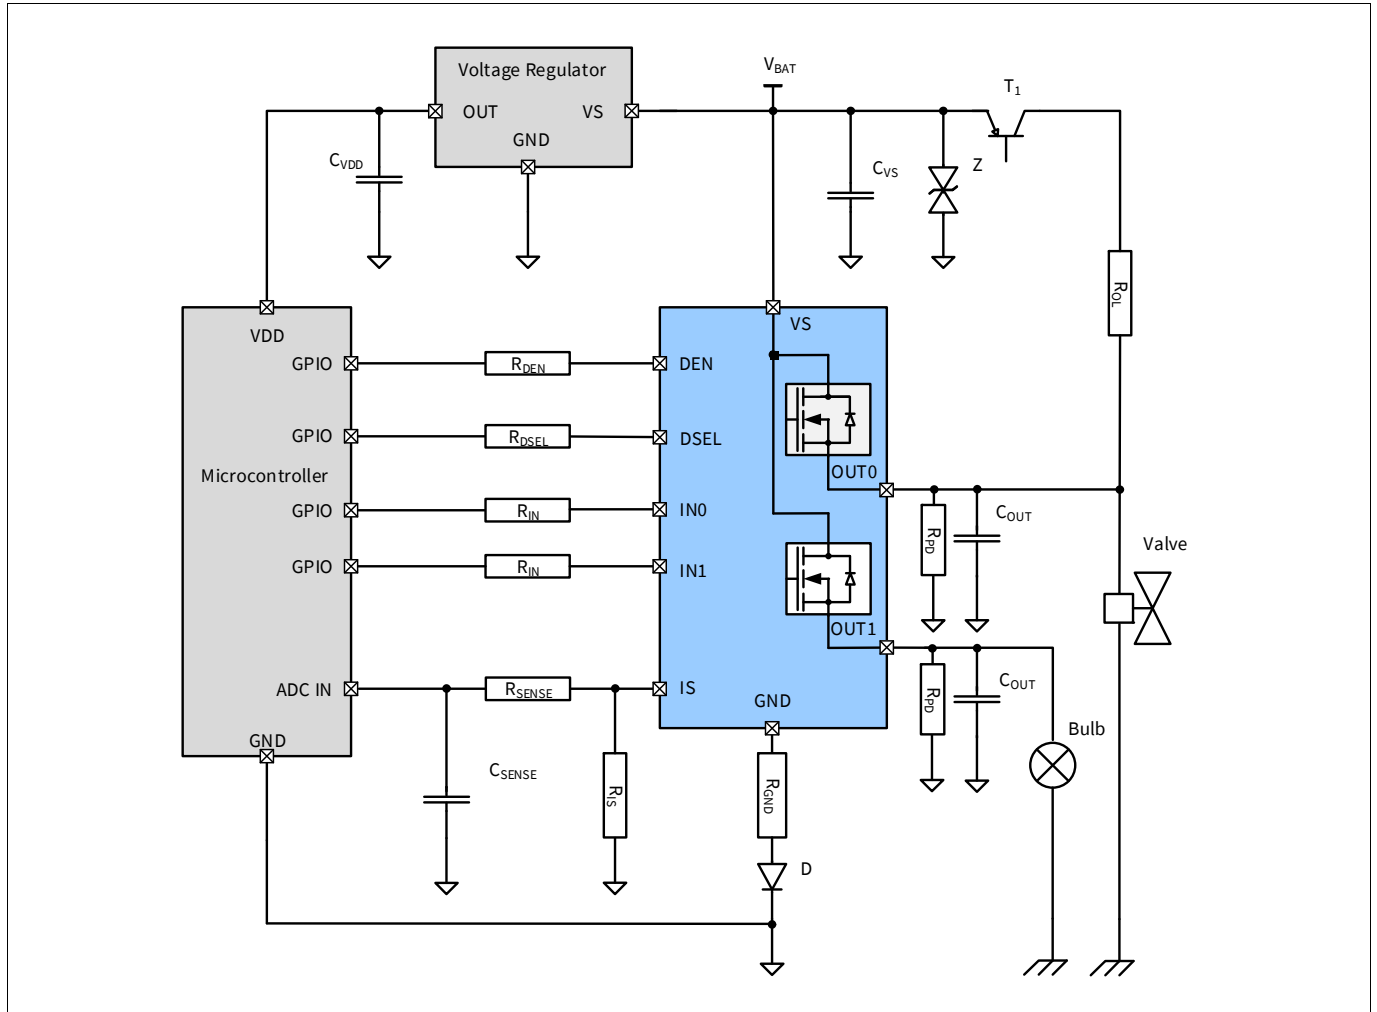 Voltage Regulator
OUT
VS
GND
VBAT
T1
CVDD
CVS
Z
ROL
VDD
VS
GPIO
RDEN
DEN
GPIO
RDSEL
DSEL
Microcontroller
OUT0
GPIO
RIN
IN0
RPD
COUT
Valve
GPIO
RIN
IN1
OUT1
ADC IN
RSENSE
IS
GND
RPD
COUT
Bulb
GND
CSENSE
RIS
RGND
D